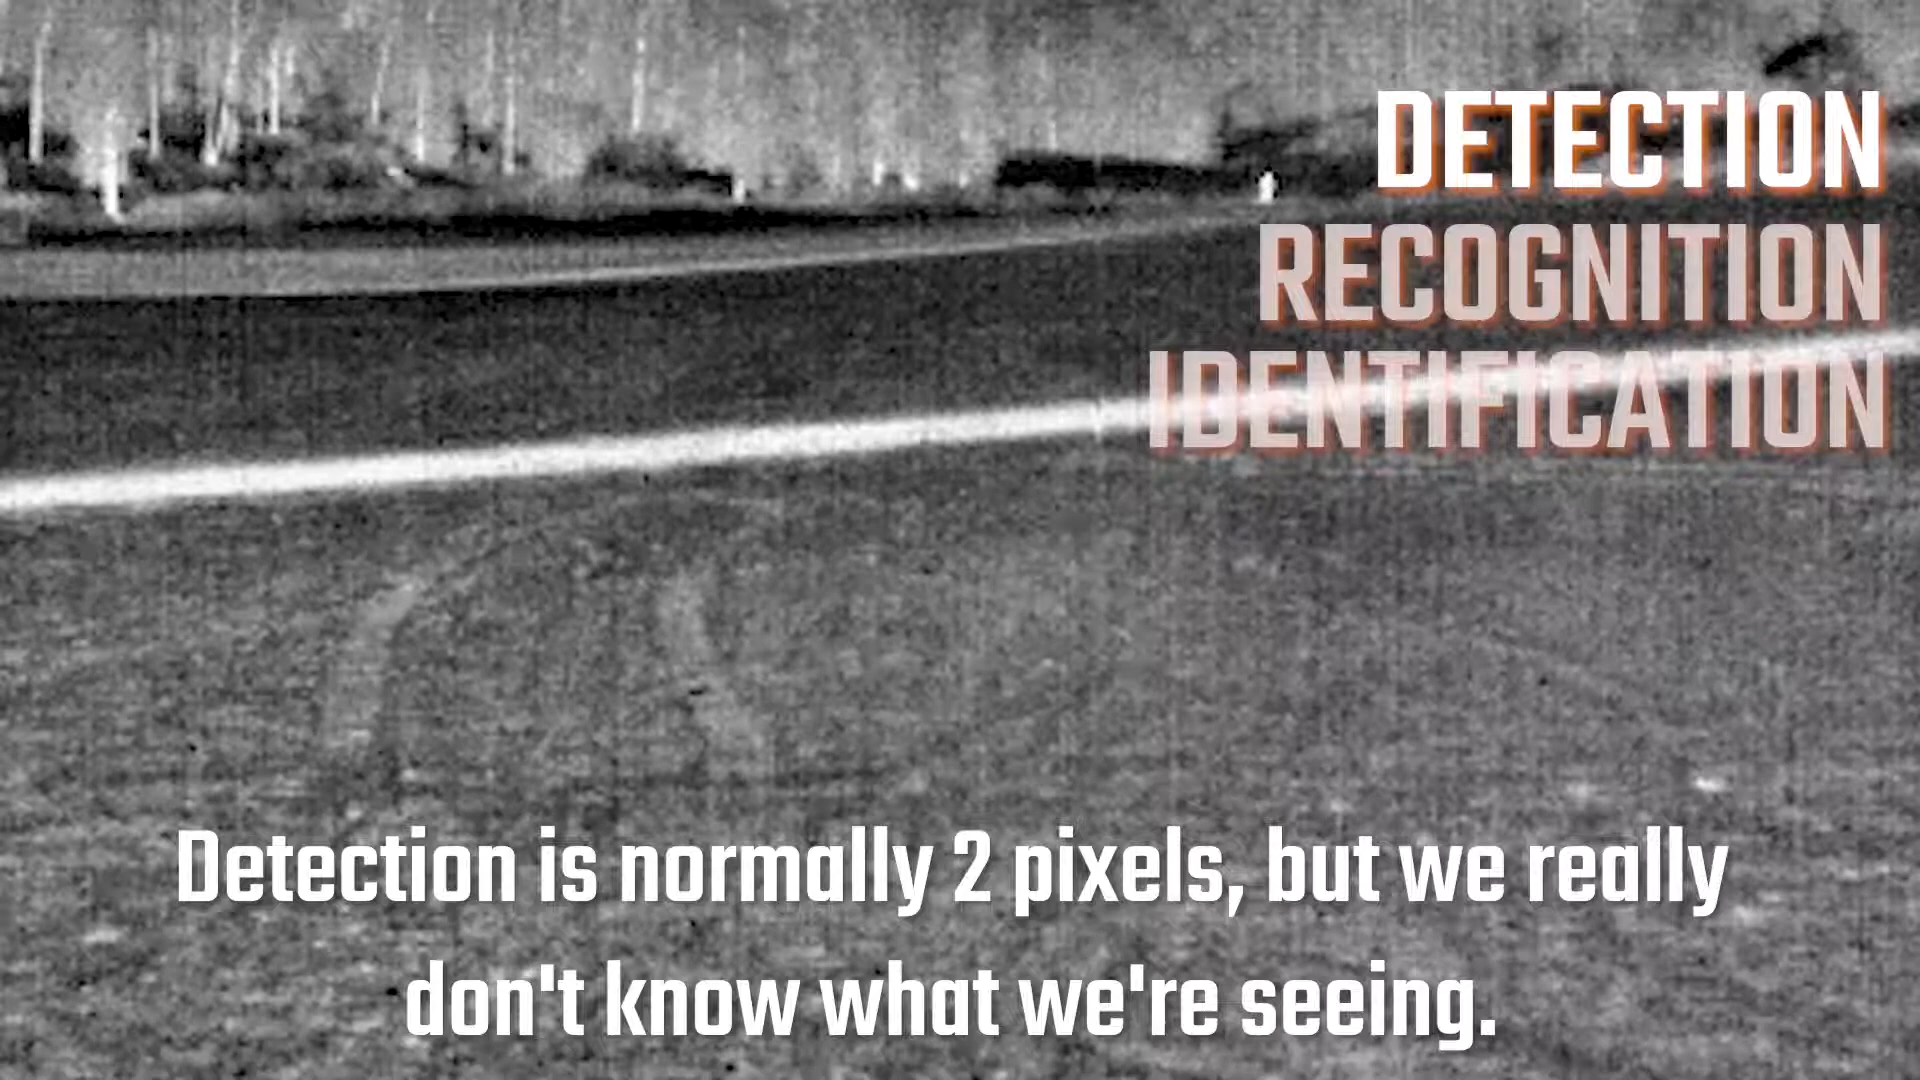 DETECTION
RECOGNITION
IDENTIFICATION
Detection is normally 2 pixels, but we really
don't know what we're seeing.